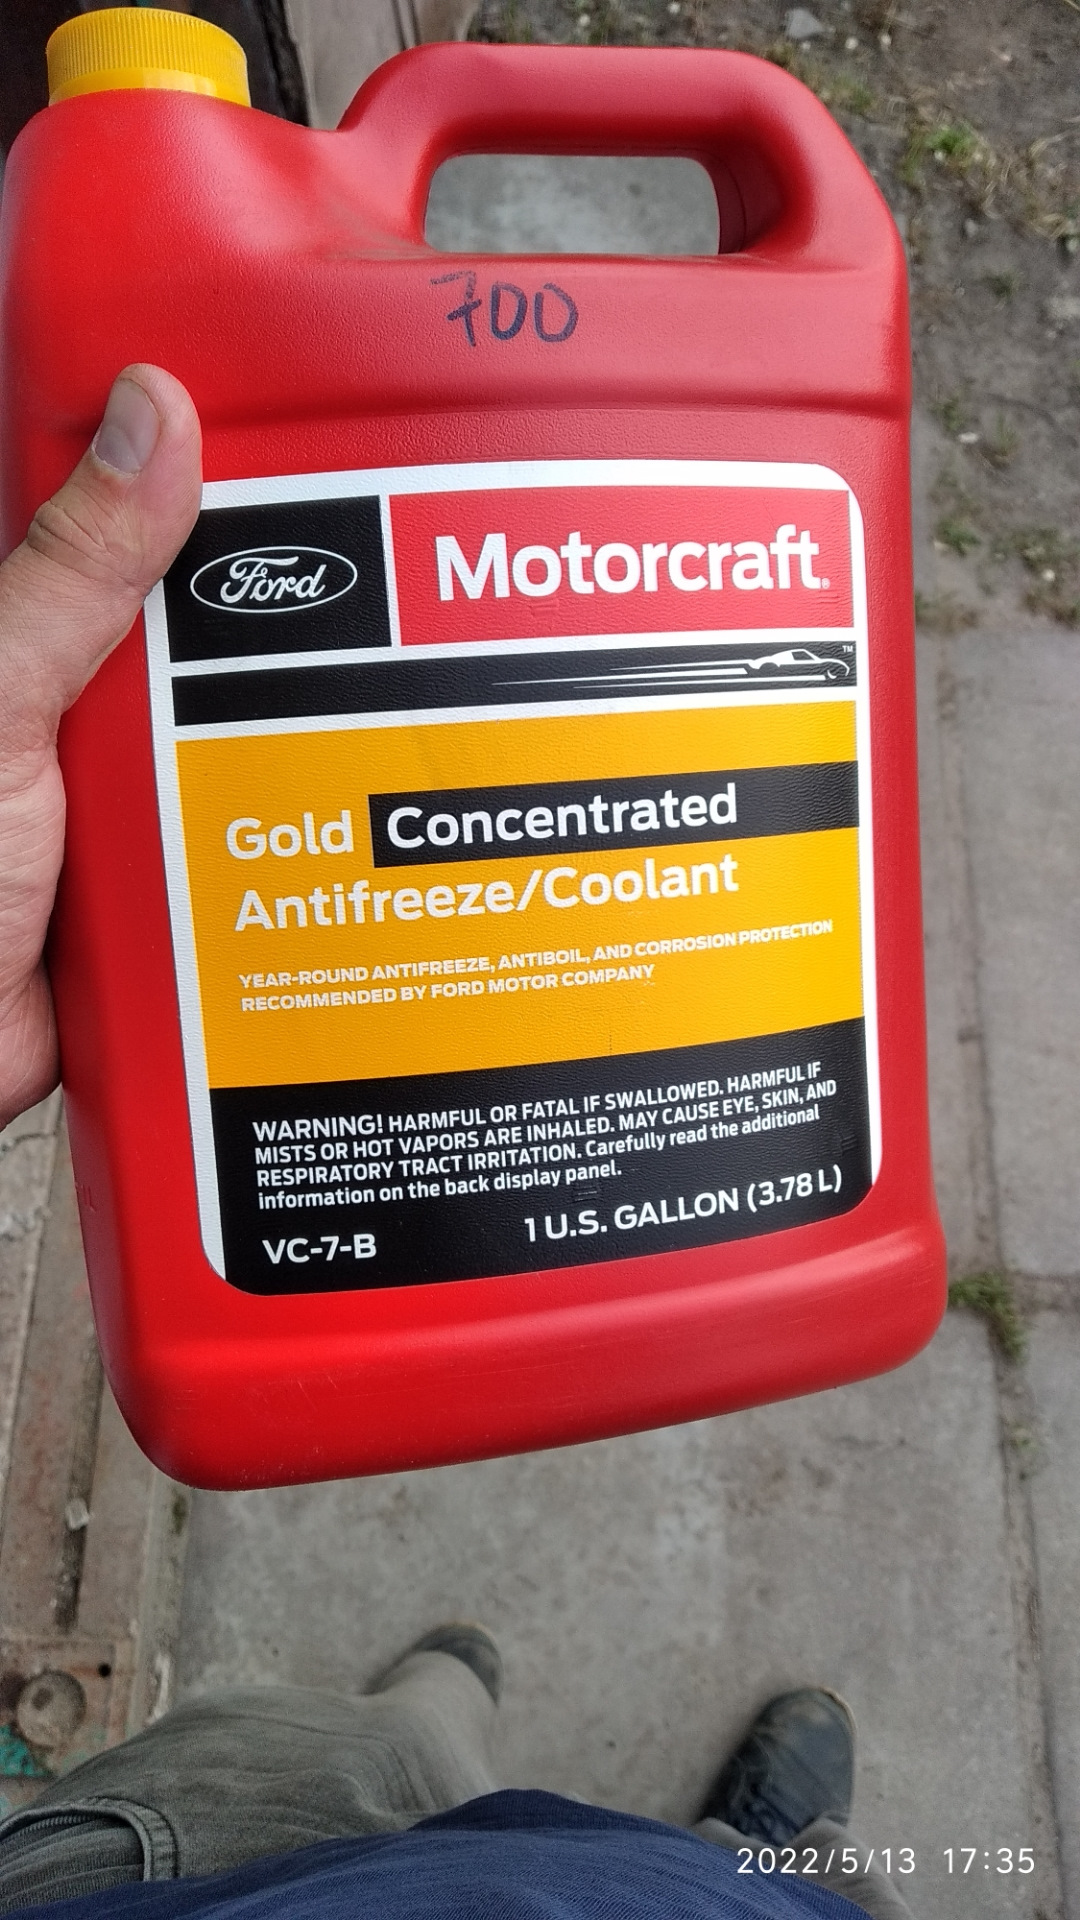 700
Ford
Motorcraft®
TM
Gold Concentrated
Antifreeze/Coolant
YEAR-ROUND ANTIFREEZE, ANTIBOIL, AND CORROSION PROTECTION
RECOMMENDED BY FORD MOTOR COMPANY
WARNING! HARMFUL OR FATAL IF SWALLOWED. HARMFUL IF
MISTS OR HOT VAPORS ARE INHALED. MAY CAUSE EYE, SKIN, AND
RESPIRATORY TRACT IRRITATION. Carefully read the additional
information on the back display panel.
VC-7-B
1 U.S. GALLON (3.78 L)
2022/5/13 17:35